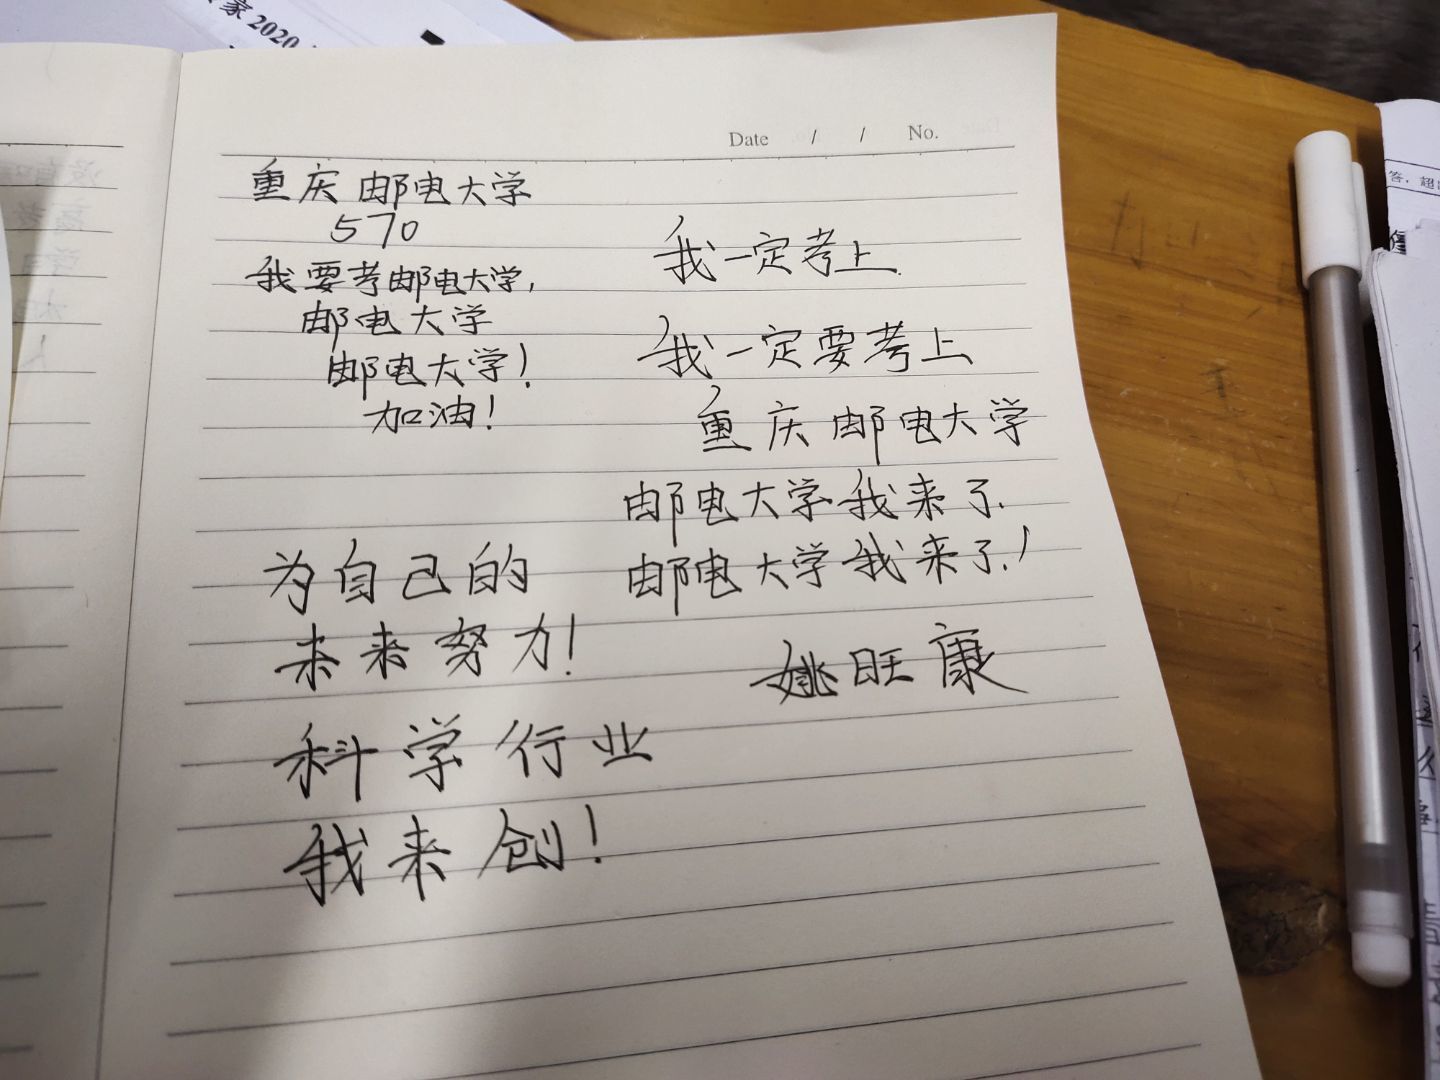 家 2020
Date / / No.
重庆邮电大学
570
我要考邮电大学,
邮电大学
邮电大学!
加油!
我一定考上.
我一定要考上
重庆邮电大学
邮电大学我来了.
邮电大学我来了.!
姚旺康
为自己的
未来努力!
科学行业
我来创!
答,超出